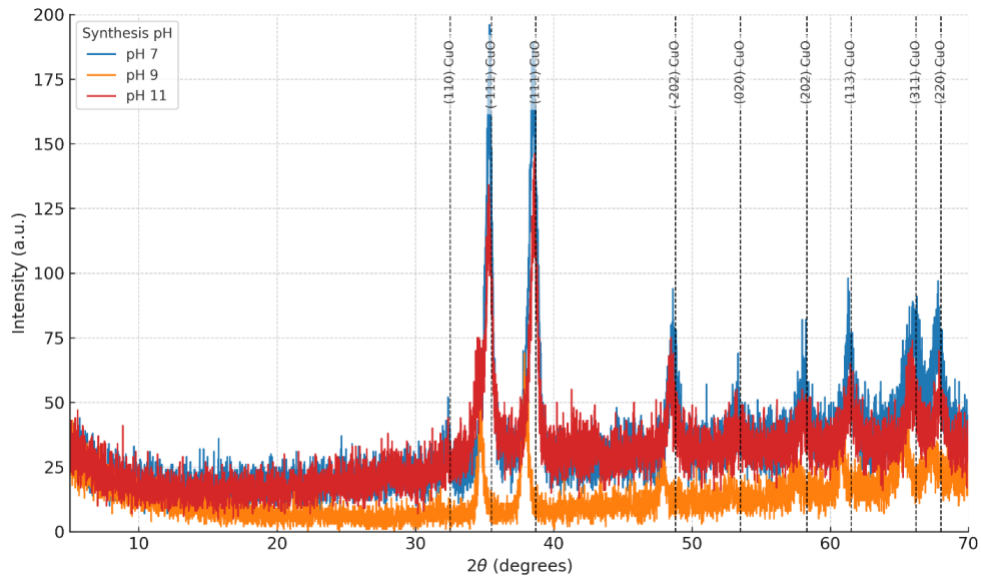 200
175
150
125
100
75
50
25
0
Intensity (a.u.)
Synthesis pH
pH 7
pH 9
pH 11
(110) CuO
(-111) CuO
(111) CuO
(-202) CuO
(020) CuO
(202) CuO
(113) CuO
(311) CuO
(220) CuO
10
20
30
40
50
60
70
2θ (degrees)